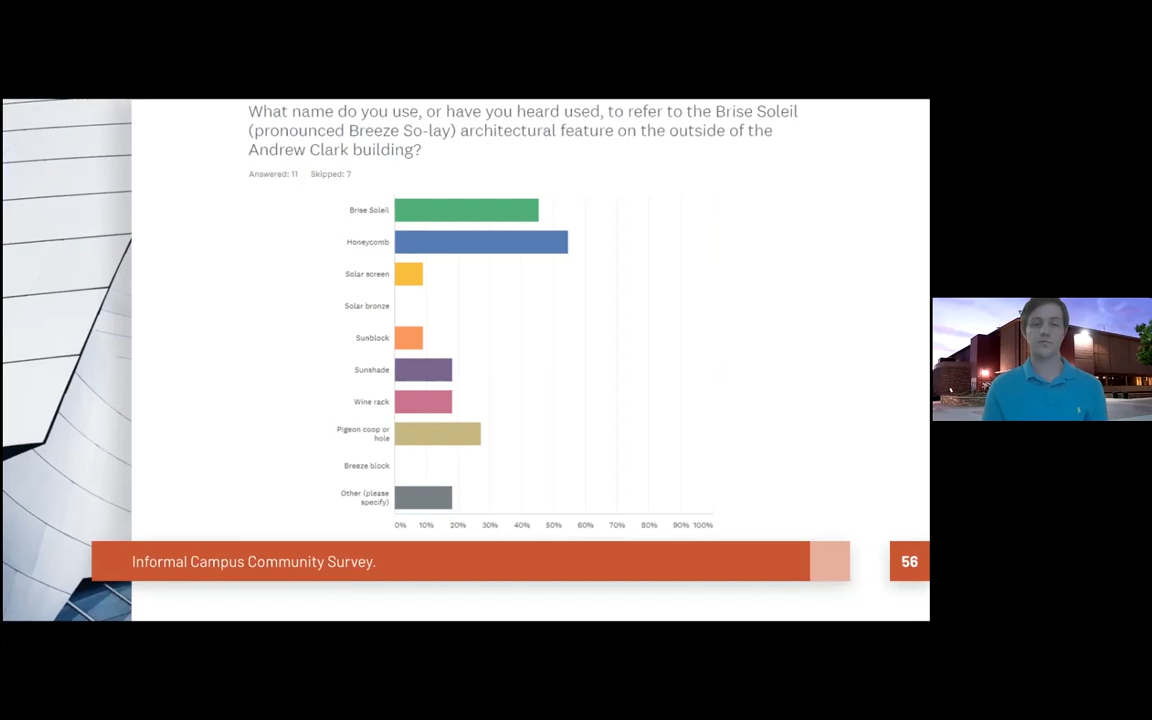 What name do you use, or have you heard used, to refer to the Brise Soleil
(pronounced Breeze So-lay) architectural feature on the outside of the
Andrew Clark building?
Answered: 11 Skipped: 7
Brise Soleil
Honeycomb
Solar screen
Solar bronze
Sunblock
Sunshade
Wine rack
Pigeon coop or
hole
Breeze block
Other (please
specify)
0% 10% 20% 30% 40% 50% 60% 70% 80% 90% 100%
Informal Campus Community Survey.
56